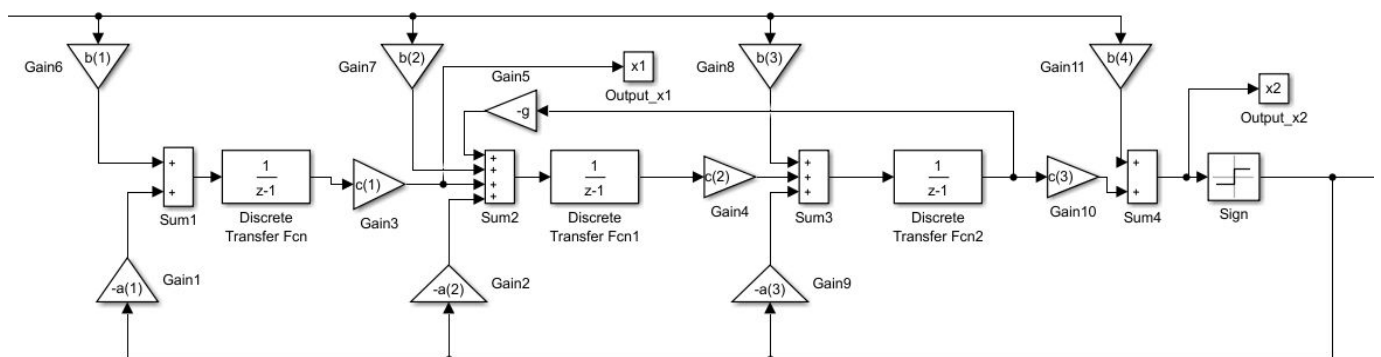 b(1)
Gain6
b(2)
Gain7
Gain5
-g
x1
Output_x1
b(3)
Gain8
b(4)
Gain11
x2
Output_x2
+
+
Sum1
1
z-1
Discrete
Transfer Fcn
c(1)
Gain3
+
+
+
+
Sum2
1
z-1
Discrete
Transfer Fcn1
c(2)
Gain4
+
+
+
Sum3
1
z-1
Discrete
Transfer Fcn2
c(3)
Gain10
+
+
Sum4
Sign
-a(1)
Gain1
-a(2)
Gain2
-a(3)
Gain9